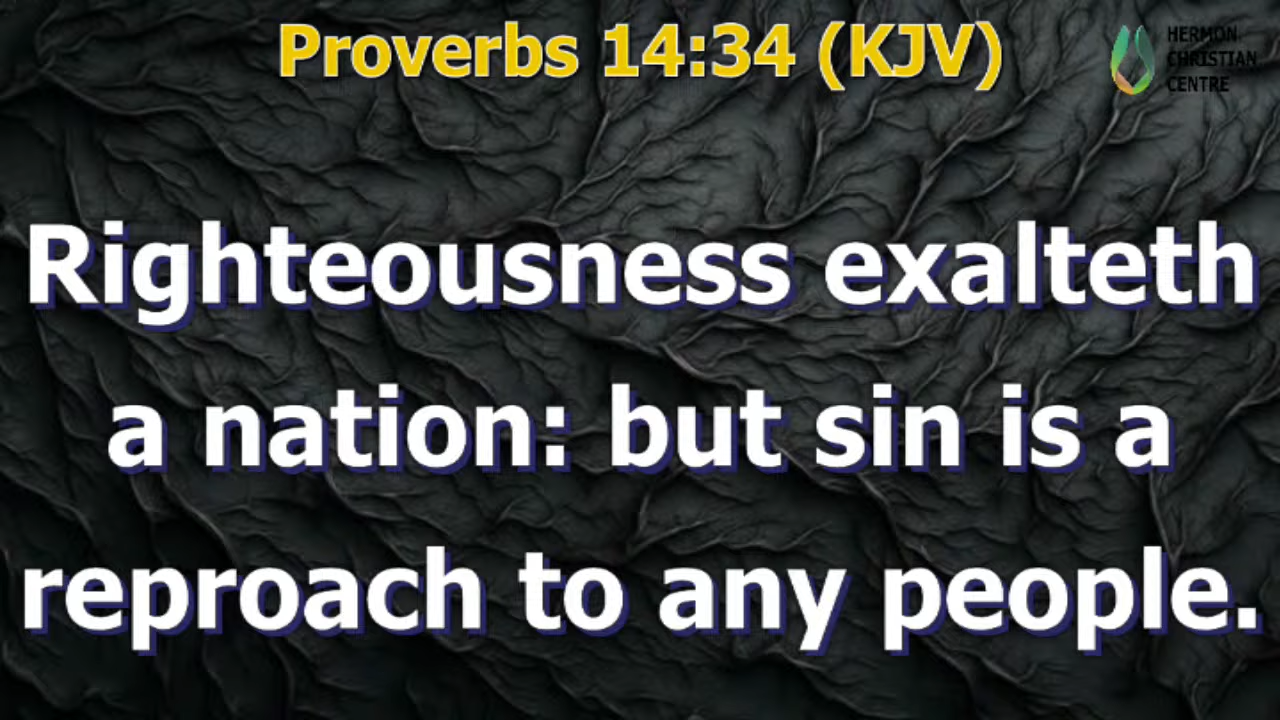 Proverbs 14:34 (KJV)
HERMON
CHRISTIAN
CENTRE
Righteousness exalteth
a nation: but sin is a
reproach to any people.